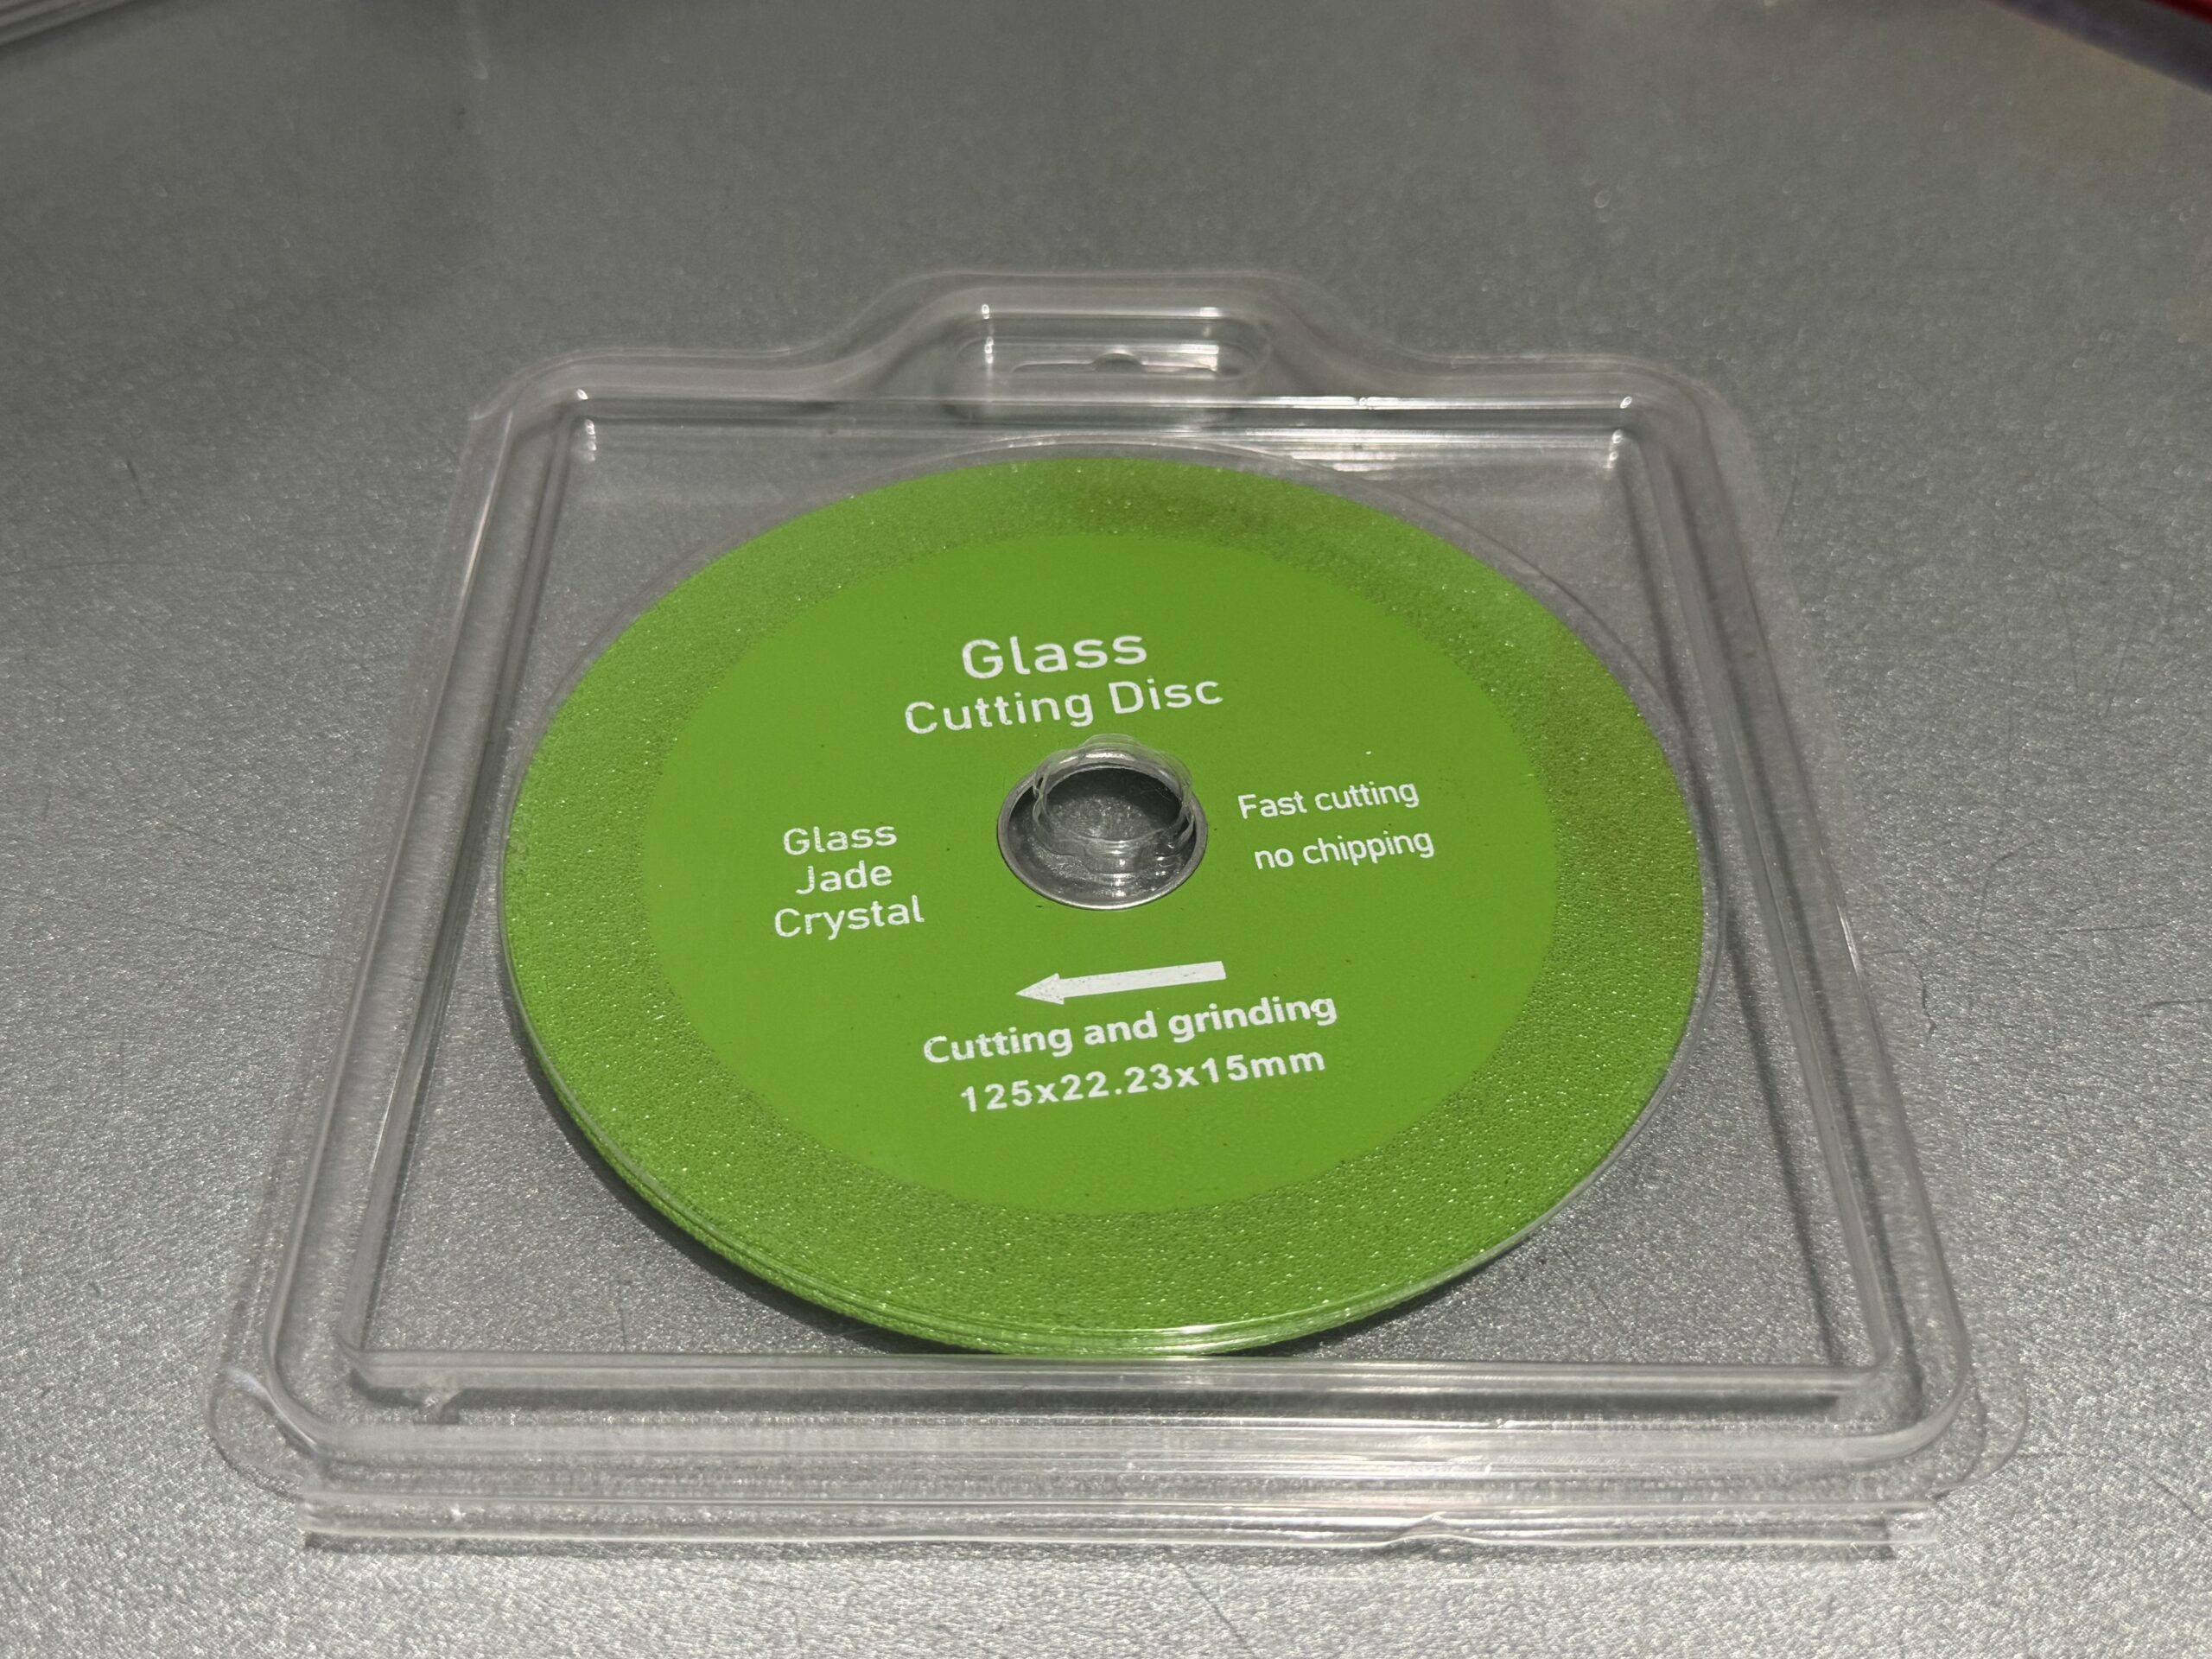 Glass
Cutting Disc
Glass
Jade
Crystal
Fast cutting
no chipping
Cutting and grinding
125x22.23x15mm